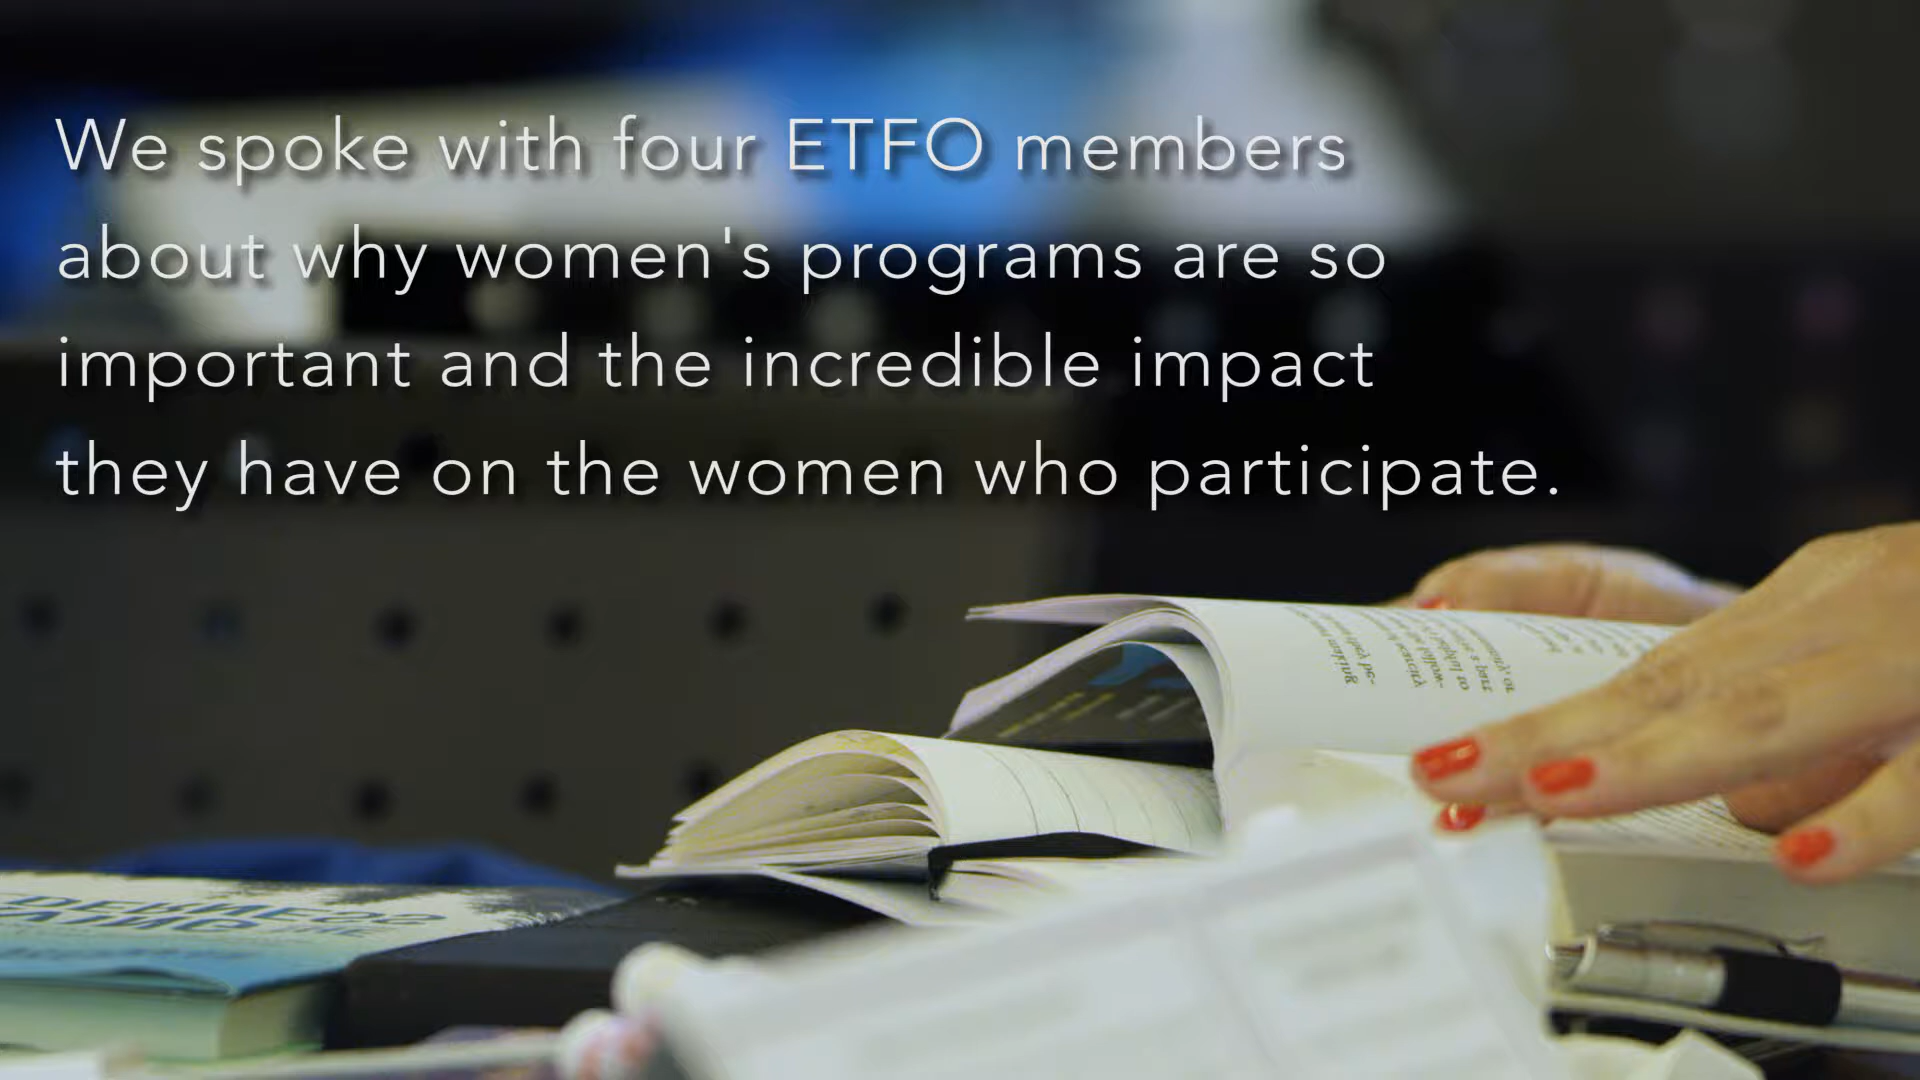 We spoke with four ETFO members
about why women's programs are so
important and the incredible impact
they have on the women who participate.